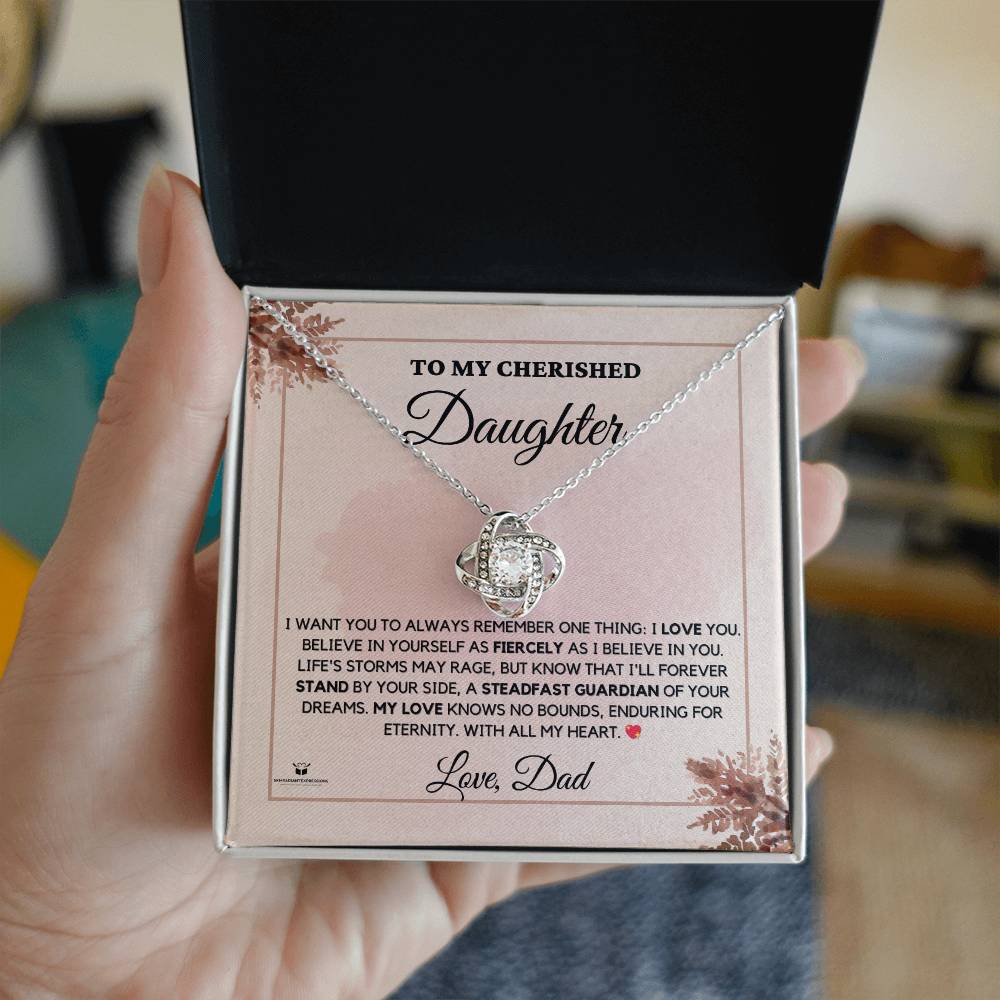 TO MY CHERISHED
Daughter
I WANT YOU TO ALWAYS REMEMBER ONE THING: I LOVE YOU.
BELIEVE IN YOURSELF AS FIERCELY AS I BELIEVE IN YOU.
LIFE'S STORMS MAY RAGE, BUT KNOW THAT I'LL FOREVER
STAND BY YOUR SIDE, A STEADFAST GUARDIAN OF YOUR
DREAMS. MY LOVE KNOWS NO BOUNDS, ENDURING FOR
ETERNITY. WITH ALL MY HEART. 💖
Love, Dad